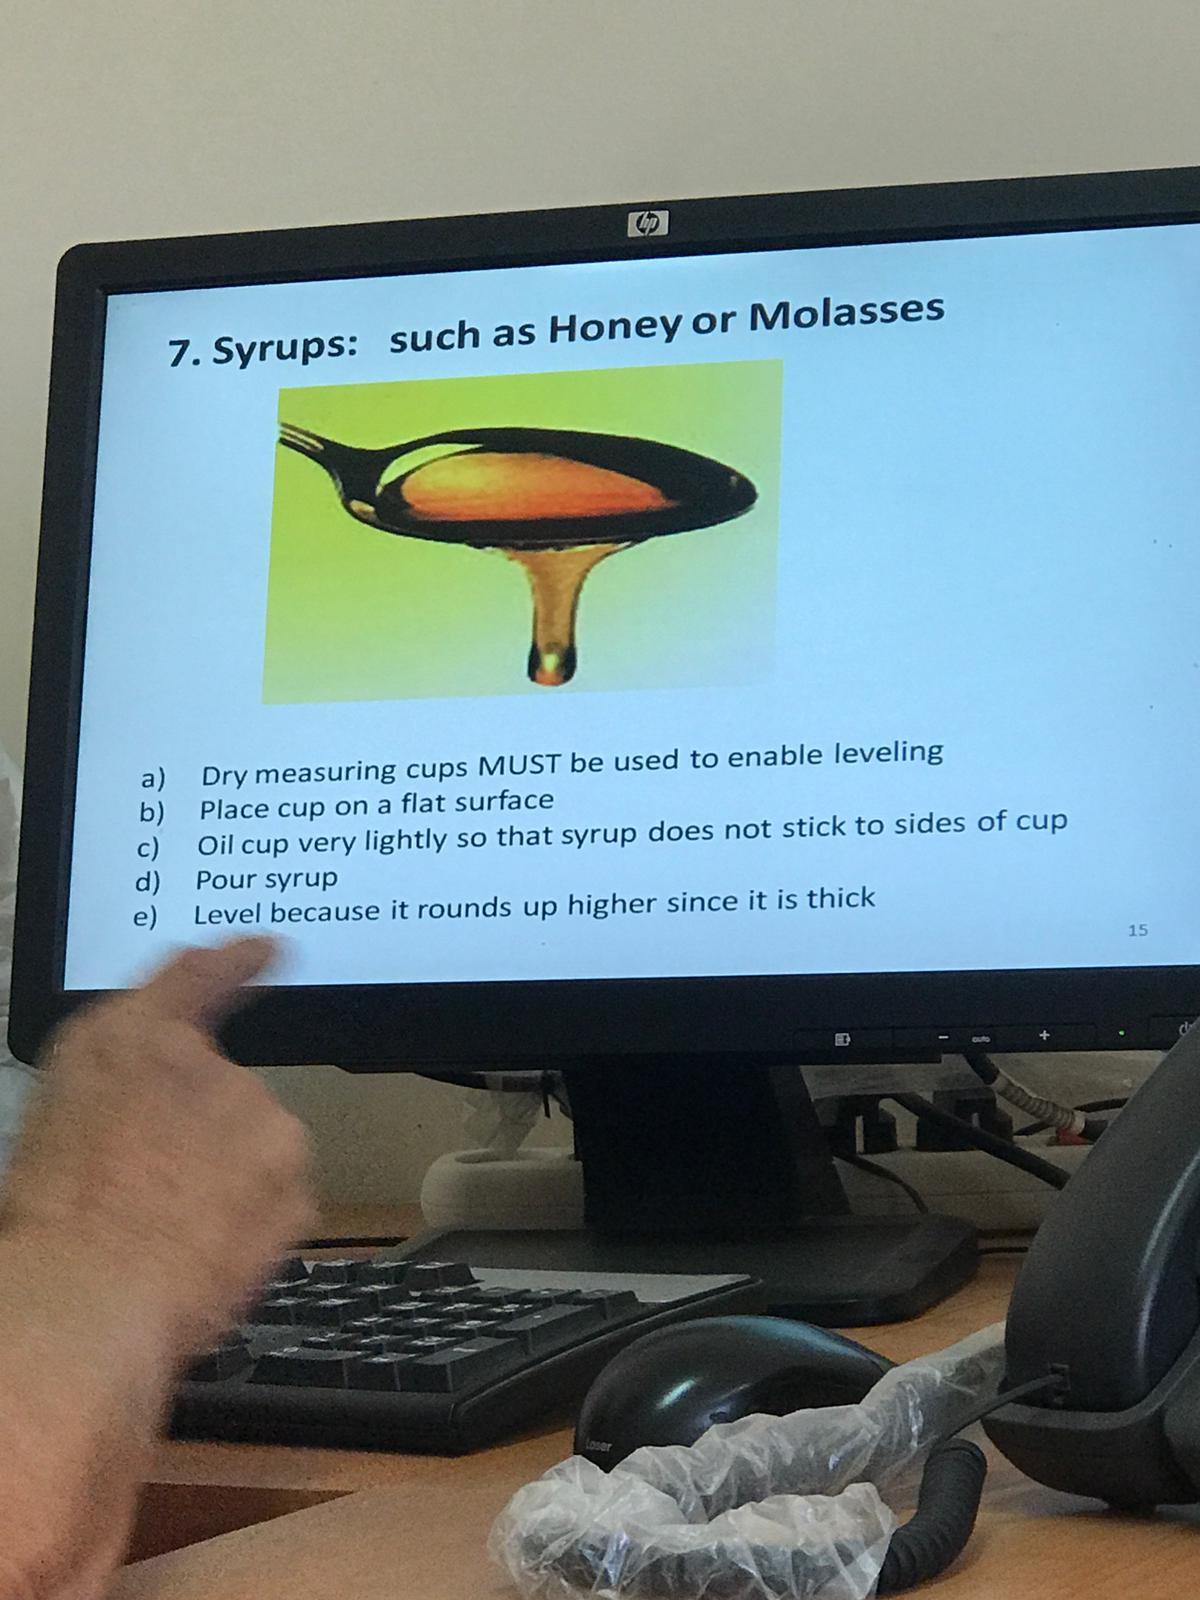 hp
7. Syrups: such as Honey or Molasses
a) Dry measuring cups MUST be used to enable leveling
b) Place cup on a flat surface
c) Oil cup very lightly so that syrup does not stick to sides of cup
d) Pour syrup
e) Level because it rounds up higher since it is thick
15
− auto +
Laser